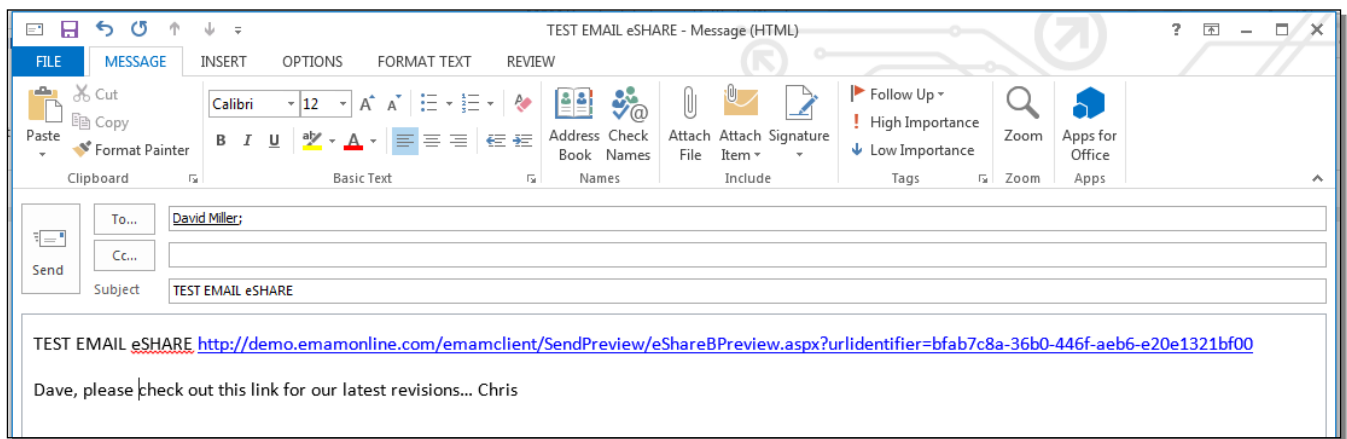 TEST EMAIL eSHARE - Message (HTML)
?
FILE MESSAGE INSERT OPTIONS FORMAT TEXT REVIEW
Paste
Cut
Copy
Format Painter
Clipboard
Calibri 12 A A
B I U ab A
Basic Text
Address Book
Check Names
Names
Attach File
Attach Item
Signature
Include
Follow Up
! High Importance
Low Importance
Tags
Zoom
Zoom
Apps for Office
Apps
Send
To... David Miller;
Cc...
Subject TEST EMAIL eSHARE
TEST EMAIL eSHARE http://demo.emamonline.com/emamclient/SendPreview/eShareBPreview.aspx?urlidentifier=bfab7c8a-36b0-446f-aeb6-e20e1321bf00
Dave, please check out this link for our latest revisions... Chris